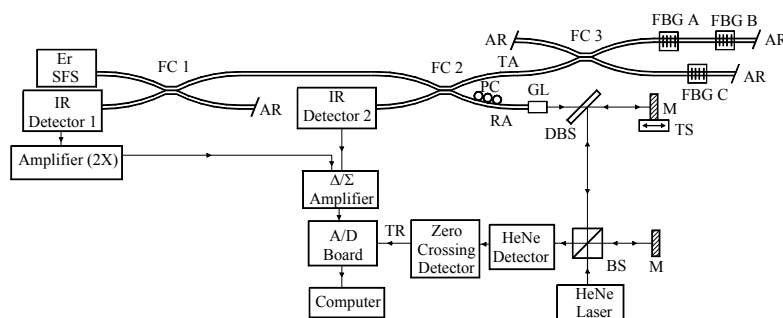 FBG A
FBG B
AR
FC 3
AR
Er
SFS
FC 1
FC 2
TA
FBG C
AR
IR
Detector 1
AR
IR
Detector 2
PC
GL
RA
DBS
M
TS
Amplifier (2X)
Δ/Σ
Amplifier
A/D
Board
TR
Zero
Crossing
Detector
HeNe
Detector
BS
M
Computer
HeNe
Laser